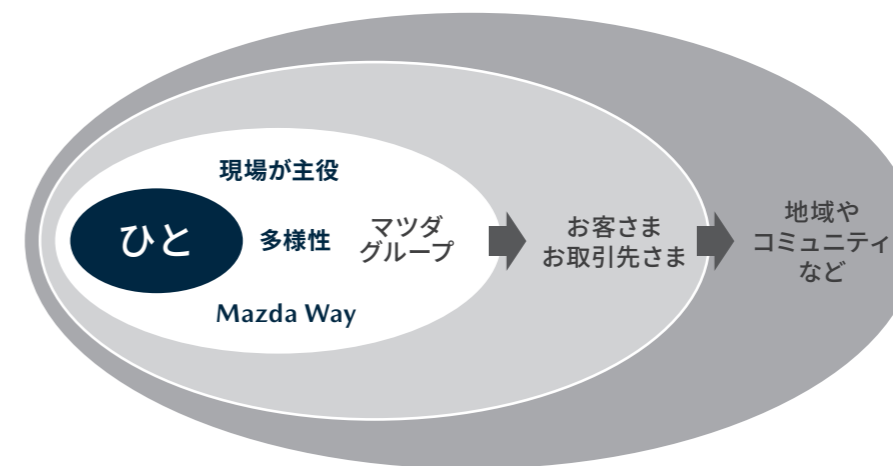 現場が主役
ひと
多様性
Mazda Way
マツダ
グループ
お客さま
お取引先さま
地域や
コミュニティ
など